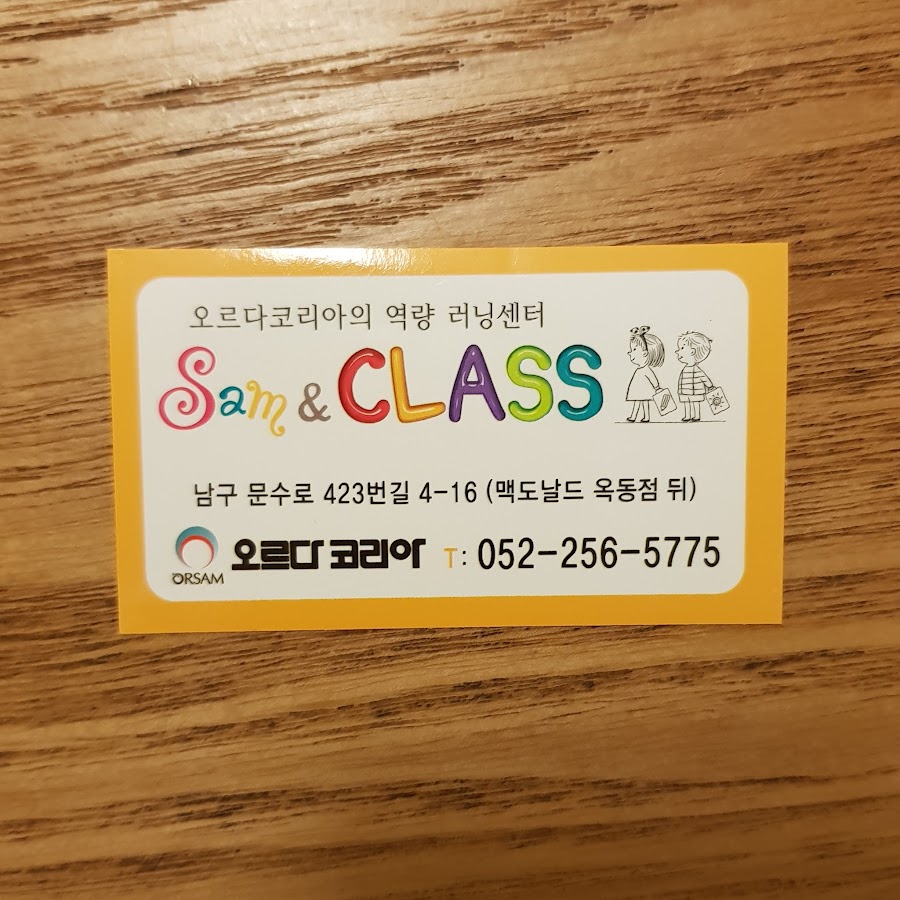 오르다코리아의 역량 러닝센터
Sam & CLASS
남구 문수로 423번길 4-16 (맥도날드 옥동점 뒤)
ORSAM 오르다 코리아 T: 052-256-5775